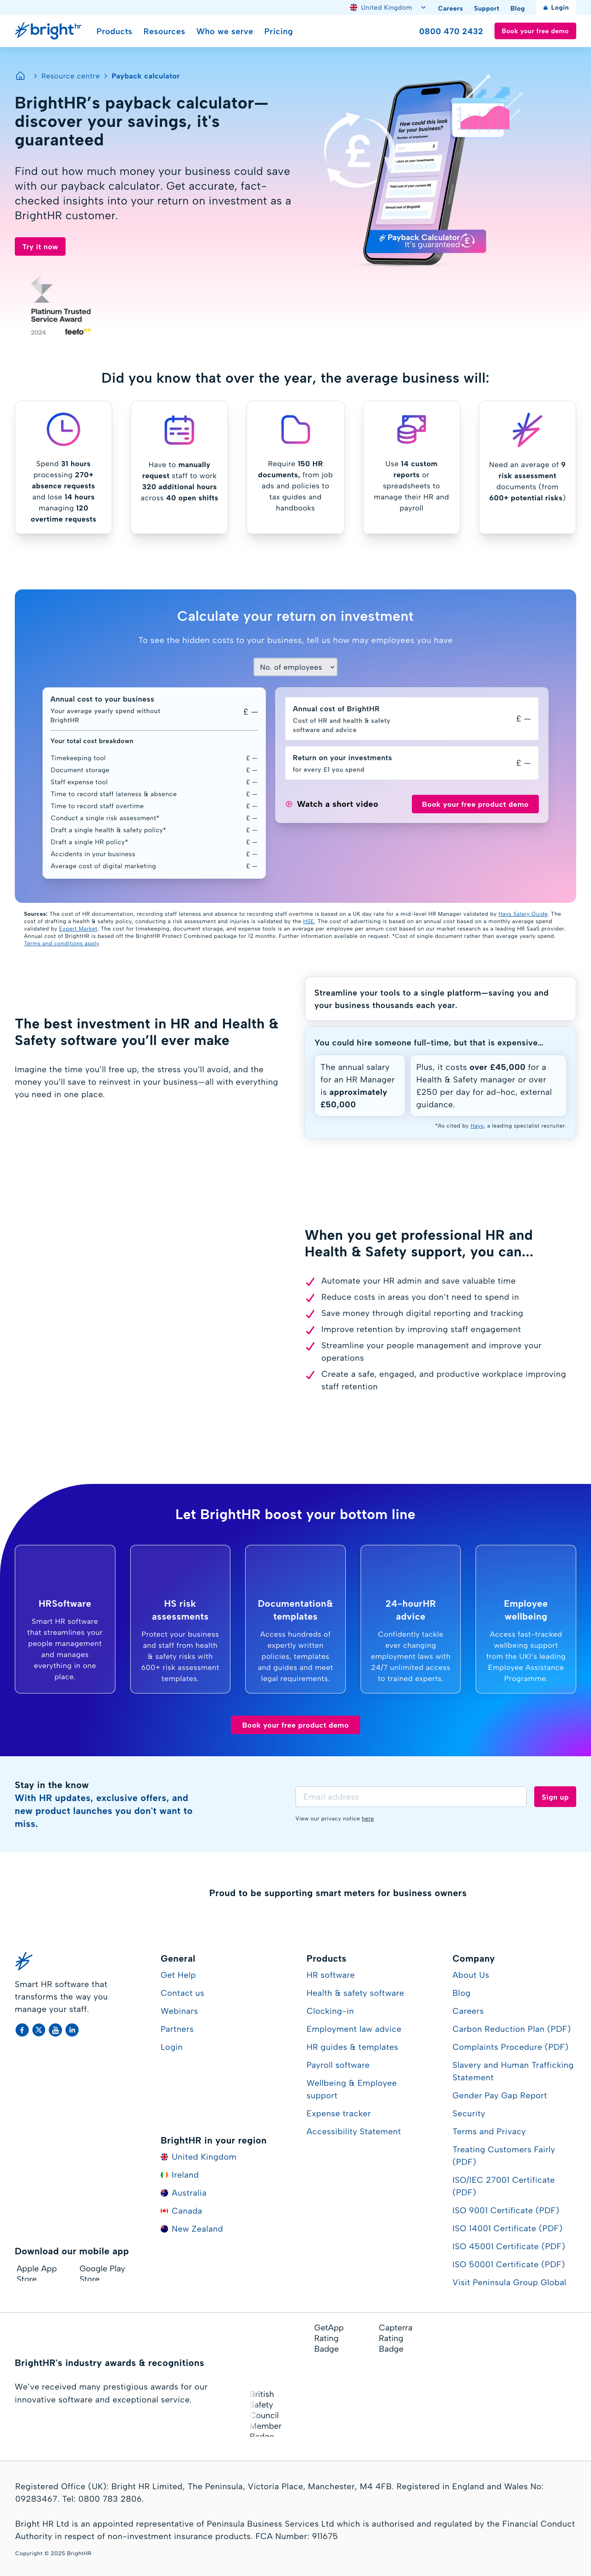 United Kingdom
Careers
Support
Blog
Login
brighthr
Products
Resources
Who we serve
Pricing
0800 470 2432
Book your free demo
Resource centre
Payback calculator
BrightHR's payback calculator—
discover your savings, it's
guaranteed
Find out how much money your business could save
with our payback calculator. Get accurate, fact-
checked insights into your return on investment as a
BrightHR customer.
Try it now
How could this look
for your business?
Number of employees
Return on your investments
Total cost of your current HR
Annual cost of BrightHR
Payback Calculator
It's guaranteed
Platinum Trusted
Service Award
2024
feefo
Did you know that over the year, the average business will:
Spend 31 hours
processing 270+
absence requests
and lose 14 hours
managing 120
overtime requests
Have to manually
request staff to work
320 additional hours
across 40 open shifts
Require 150 HR
documents, from job
ads and policies to
tax guides and
handbooks
Use 14 custom
reports or
spreadsheets to
manage their HR and
payroll
Need an average of 9
risk assessment
documents (from
600+ potential risks)
Calculate your return on investment
To see the hidden costs to your business, tell us how may employees you have
No. of employees
Annual cost to your business
Your average yearly spend without
BrightHR
£ —
Your total cost breakdown
Timekeeping tool £ —
Document storage £ —
Staff expense tool £ —
Time to record staff lateness & absence £ —
Time to record staff overtime £ —
Conduct a single risk assessment* £ —
Draft a single health & safety policy* £ —
Draft a single HR policy* £ —
Accidents in your business £ —
Average cost of digital marketing £ —
Annual cost of BrightHR
Cost of HR and health & safety
software and advice
£ —
Return on your investments
for every £1 you spend
£ —
Watch a short video
Book your free product demo
Sources: The cost of HR documentation, recording staff lateness and absence to recording staff overtime is based on a UK day rate for a mid-level HR Manager validated by Hays Salary Guide. The
cost of drafting a health & safety policy, conducting a risk assessment and injuries is validated by the HSE. The cost of advertising is based on an annual cost based on a monthly average spend
validated by Expert Market. The cost for timekeeping, document storage, and expense tools is an average per employee per annum cost based on our market research as a leading HR SaaS provider.
Annual cost of BrightHR is based off the BrightHR Protect Combined package for 12 months. Further information available on request. *Cost of single document rather than average yearly spend.
Terms and conditions apply
The best investment in HR and Health &
Safety software you'll ever make
Imagine the time you'll free up, the stress you'll avoid, and the
money you'll save to reinvest in your business—all with everything
you need in one place.
Streamline your tools to a single platform—saving you and
your business thousands each year.
You could hire someone full-time, but that is expensive...
The annual salary
for an HR Manager
is approximately
£50,000
Plus, it costs over £45,000 for a
Health & Safety manager or over
£250 per day for ad-hoc, external
guidance.
*As cited by Hays, a leading specialist recruiter.
When you get professional HR and
Health & Safety support, you can...
Automate your HR admin and save valuable time
Reduce costs in areas you don't need to spend in
Save money through digital reporting and tracking
Improve retention by improving staff engagement
Streamline your people management and improve your
operations
Create a safe, engaged, and productive workplace improving
staff retention
Let BrightHR boost your bottom line
HRSoftware
Smart HR software
that streamlines your
people management
and manages
everything in one
place.
HS risk
assessments
Protect your business
and staff from health
& safety risks with
600+ risk assessment
templates.
Documentation&
templates
Access hundreds of
expertly written
policies, templates
and guides and meet
legal requirements.
24-hourHR
advice
Confidently tackle
ever changing
employment laws with
24/7 unlimited access
to trained experts.
Employee
wellbeing
Access fast-tracked
wellbeing support
from the UKI's leading
Employee Assistance
Programme.
Book your free product demo
Stay in the know
With HR updates, exclusive offers, and
new product launches you don't want to
miss.
Email address
Sign up
View our privacy notice here
Proud to be supporting smart meters for business owners
Smart HR software that
transforms the way you
manage your staff.
General
Get Help
Contact us
Webinars
Partners
Login
BrightHR in your region
United Kingdom
Ireland
Australia
Canada
New Zealand
Products
HR software
Health & safety software
Clocking-in
Employment law advice
HR guides & templates
Payroll software
Wellbeing & Employee
support
Expense tracker
Accessibility Statement
Company
About Us
Blog
Careers
Carbon Reduction Plan (PDF)
Complaints Procedure (PDF)
Slavery and Human Trafficking
Statement
Gender Pay Gap Report
Security
Terms and Privacy
Treating Customers Fairly
(PDF)
ISO/IEC 27001 Certificate
(PDF)
ISO 9001 Certificate (PDF)
ISO 14001 Certificate (PDF)
ISO 45001 Certificate (PDF)
ISO 50001 Certificate (PDF)
Visit Peninsula Group Global
Download our mobile app
Apple App
Store
Google Play
Store
BrightHR's industry awards & recognitions
We've received many prestigious awards for our
innovative software and exceptional service.
GetApp
Rating
Badge
Capterra
Rating
Badge
British
Safety
Council
Member
Badge
Registered Office (UK): Bright HR Limited, The Peninsula, Victoria Place, Manchester, M4 4FB. Registered in England and Wales No:
09283467. Tel: 0800 783 2806.
Bright HR Ltd is an appointed representative of Peninsula Business Services Ltd which is authorised and regulated by the Financial Conduct
Authority in respect of non-investment insurance products. FCA Number: 911675
Copyright © 2025 BrightHR